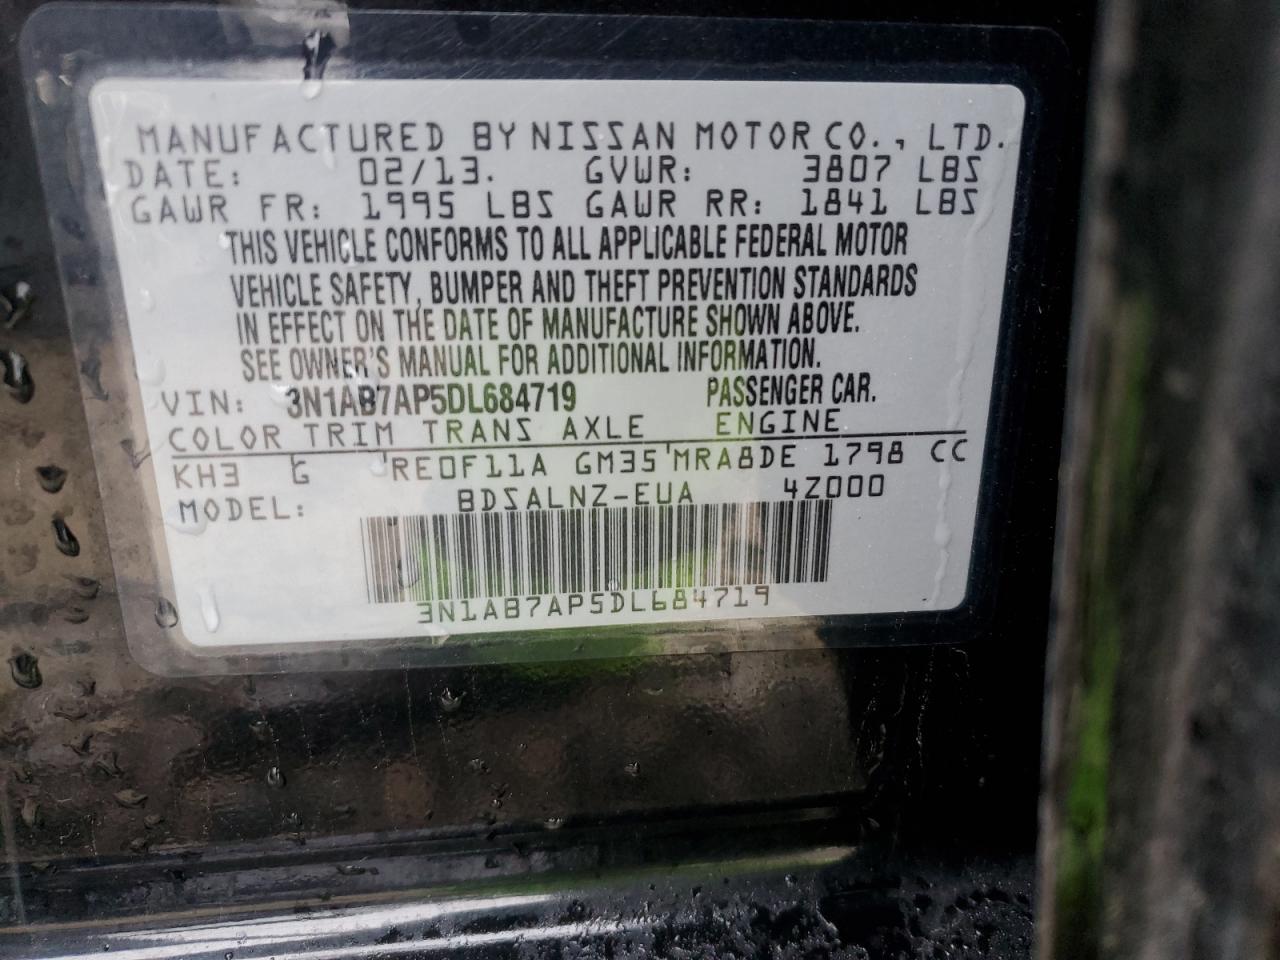 MANUFACTURED BY NISSAN MOTOR CO., LTD.
DATE: 02/13. GVWR: 3807 LBS
GAWR FR: 1995 LBS GAWR RR: 1841 LBS
THIS VEHICLE CONFORMS TO ALL APPLICABLE FEDERAL MOTOR
VEHICLE SAFETY, BUMPER AND THEFT PREVENTION STANDARDS
IN EFFECT ON THE DATE OF MANUFACTURE SHOWN ABOVE.
SEE OWNER'S MANUAL FOR ADDITIONAL INFORMATION.
VIN: 3N1AB7AP5DL684719 PASSENGER CAR.
COLOR TRIM TRANS AXLE ENGINE
KH3 G RE0F11A GM35 MRA8DE 1798 CC
MODEL: BDSALNZ-EUA 4Z000
3N1AB7AP5DL684719